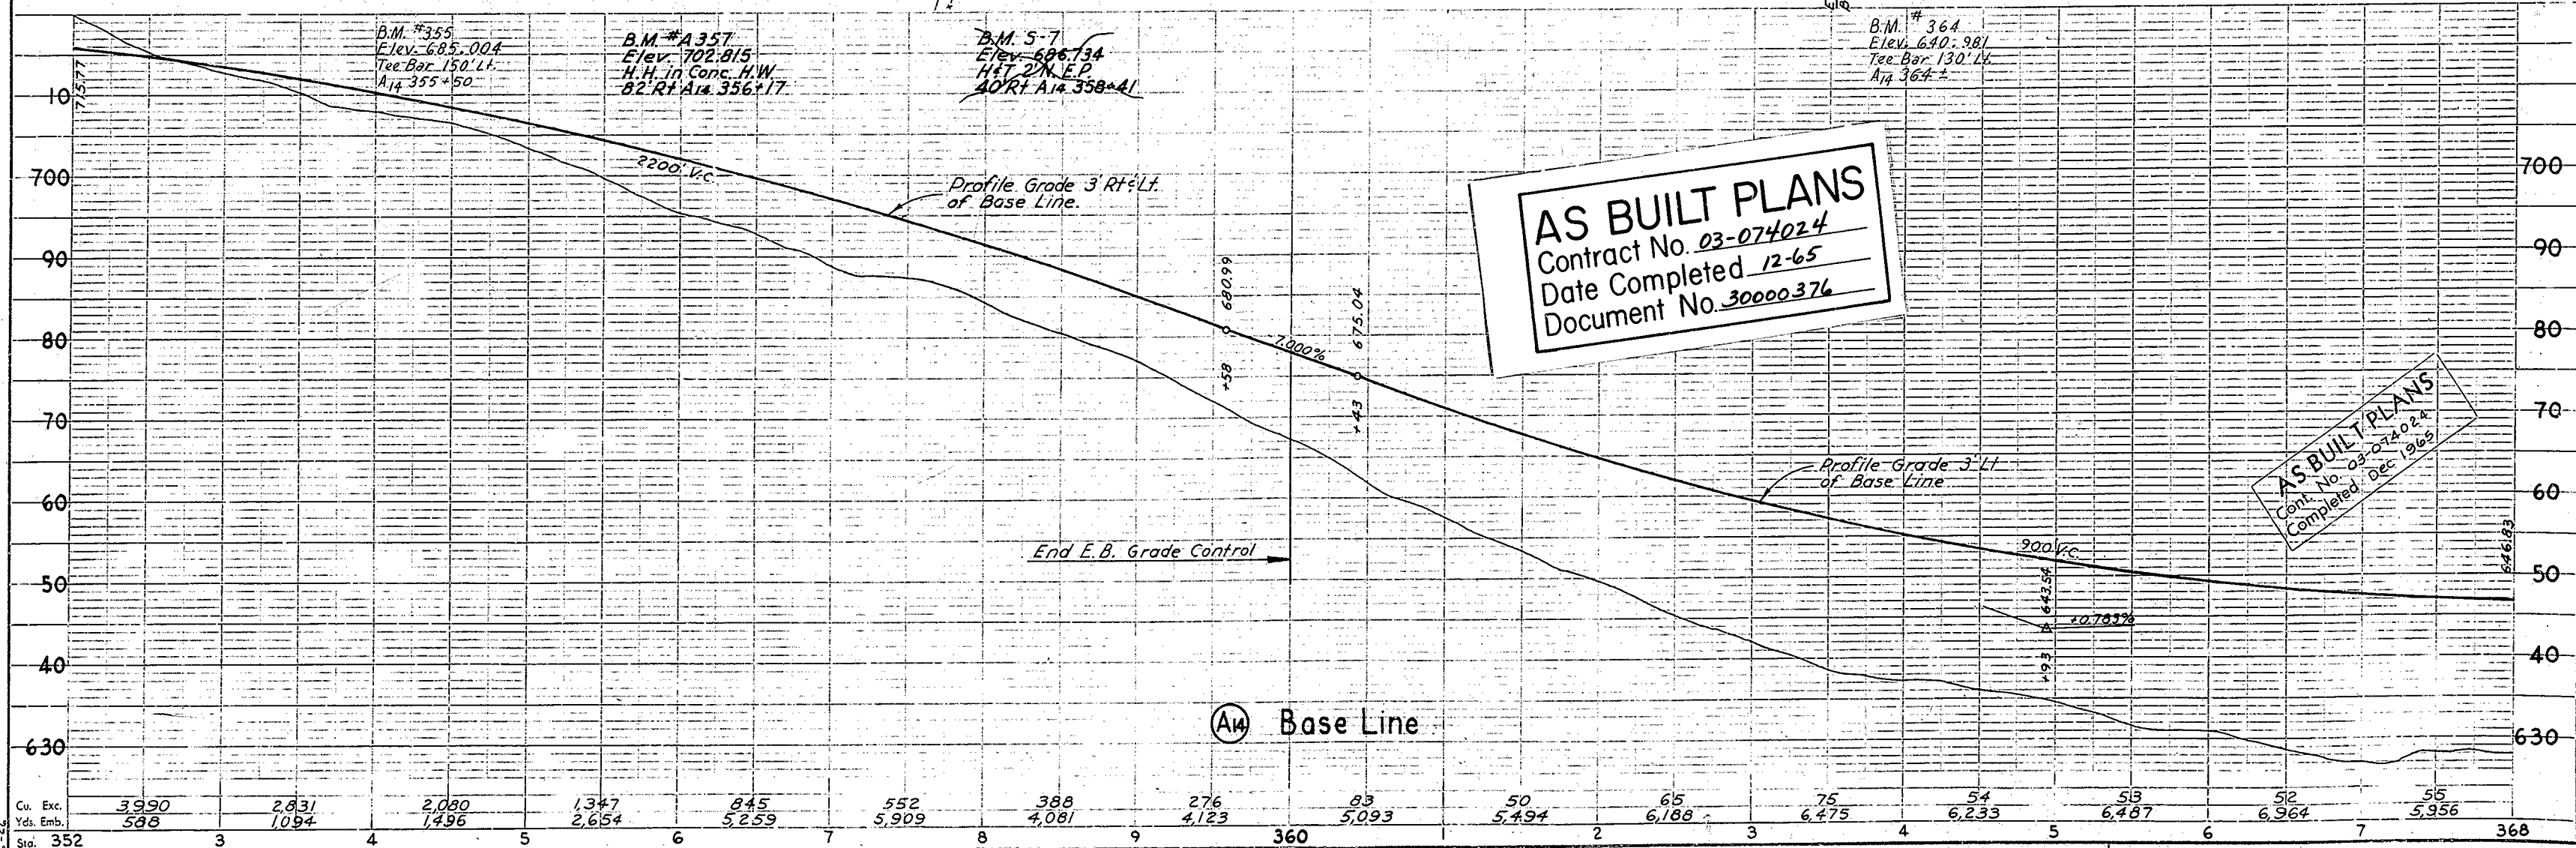 B.M. #355
Elev. 685.004
Tee Bar 150' Lt.
A14 355+50
B.M. #A357
Elev. 702.815
H.H. in Conc. H.W.
82' Rt A14 356+17
B.M. S-7
Elev. 686.734
H&T 2' N. E.P.
40' Rt A14 358+41
B.M. # 364
Elev. 640.981
Tee Bar 130' Lt.
A14 364 ±
715.77
10
700
90
80
70
60
50
40
630
2200' V.C.
Profile Grade 3' Rt & Lt.
of Base Line.
+58 680.99
7.000%
+43 675.04
AS BUILT PLANS
Contract No. 03-074024
Date Completed 12-65
Document No. 30000376
End E.B. Grade Control
Profile Grade 3' Lt
of Base Line
900' V.C.
+93 643.54
+0.783%
AS BUILT PLANS
Cont. No. 03-074024
Completed Dec 1965
646.83
700
90
80
70
60
50
40
630
A14 Base Line
Cu. Exc. 3,990 2,831 2,080 1,347 845 552 388 276 83 50 65 75 54 53 52 55
Yds. Emb. 588 1,094 1,496 2,654 5,259 5,909 4,081 4,123 5,093 5,494 6,188 6,475 6,233 6,487 6,964 5,956
Sta. 352 3 4 5 6 7 8 9 360 1 2 3 4 5 6 7 368